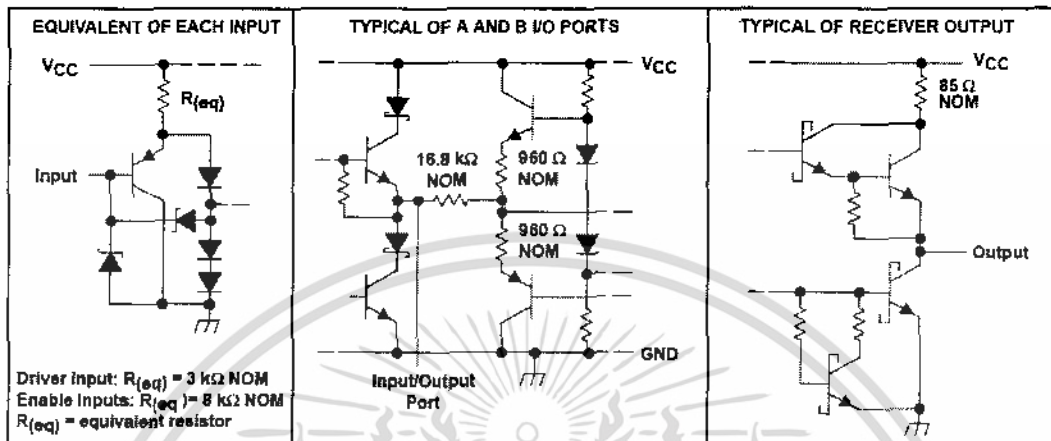 EQUIVALENT OF EACH INPUT
VCC
R(eq)
Input
Driver Input: R(eq) = 3 kΩ NOM
Enable Inputs: R(eq) = 8 kΩ NOM
R(eq) = equivalent resistor
TYPICAL OF A AND B I/O PORTS
VCC
16.8 kΩ
NOM
960 Ω
NOM
960 Ω
NOM
GND
Input/Output
Port
TYPICAL OF RECEIVER OUTPUT
VCC
85 Ω
NOM
Output